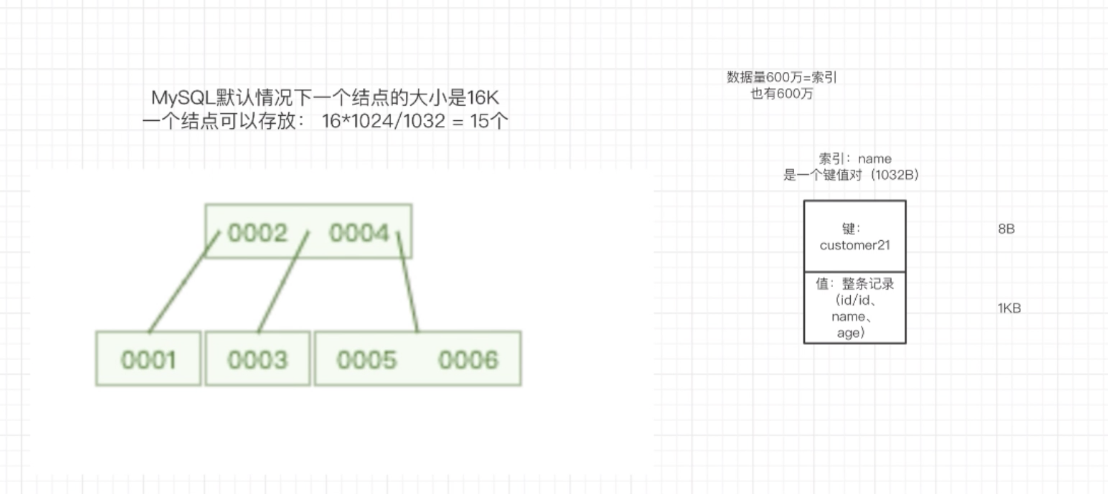 MySQL默认情况下一个结点的大小是16K
一个结点可以存放： 16*1024/1032 = 15个
数据量600万=索引
也有600万
索引：name
是一个键值对（1032B）
键：
customer21
8B
值：整条记录
（id/id、
name、
age）
1KB
0002 0004
0001 0003 0005 0006